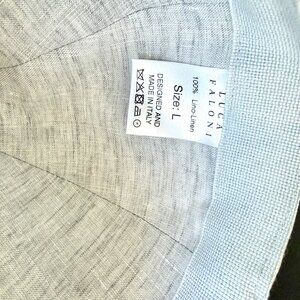 LUCA
FALONI
100% Lino-Linen
Size: L
DESIGNED AND
MADE IN ITALY